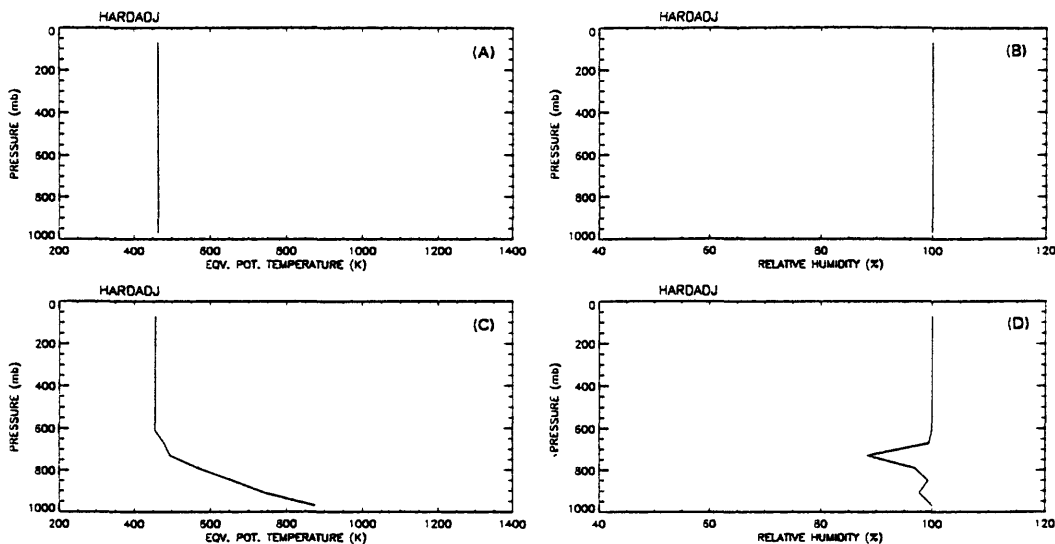 HARDADJ
0
200
400
600
800
1000
PRESSURE (mb)
(A)
200 400 600 800 1000 1200 1400
EQV. POT. TEMPERATURE (K)
HARDADJ
0
200
400
600
800
1000
PRESSURE (mb)
(B)
40 60 80 100 120
RELATIVE HUMIDITY (%)
HARDADJ
0
200
400
600
800
1000
PRESSURE (mb)
(C)
200 400 600 800 1000 1200 1400
EQV. POT. TEMPERATURE (K)
HARDADJ
0
200
400
600
800
1000
PRESSURE (mb)
(D)
40 60 80 100 120
RELATIVE HUMIDITY (%)